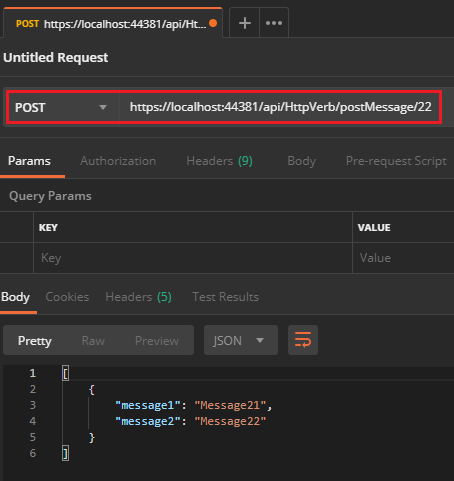 POST https://localhost:44381/api/Ht...
Untitled Request
POST https://localhost:44381/api/HttpVerb/postMessage/22
Params Authorization Headers (9) Body Pre-request Script
Query Params
KEY VALUE
Key Value
Body Cookies Headers (5) Test Results
Pretty Raw Preview JSON
1 [
2 {
3 "message1": "Message21",
4 "message2": "Message22"
5 }
6 ]